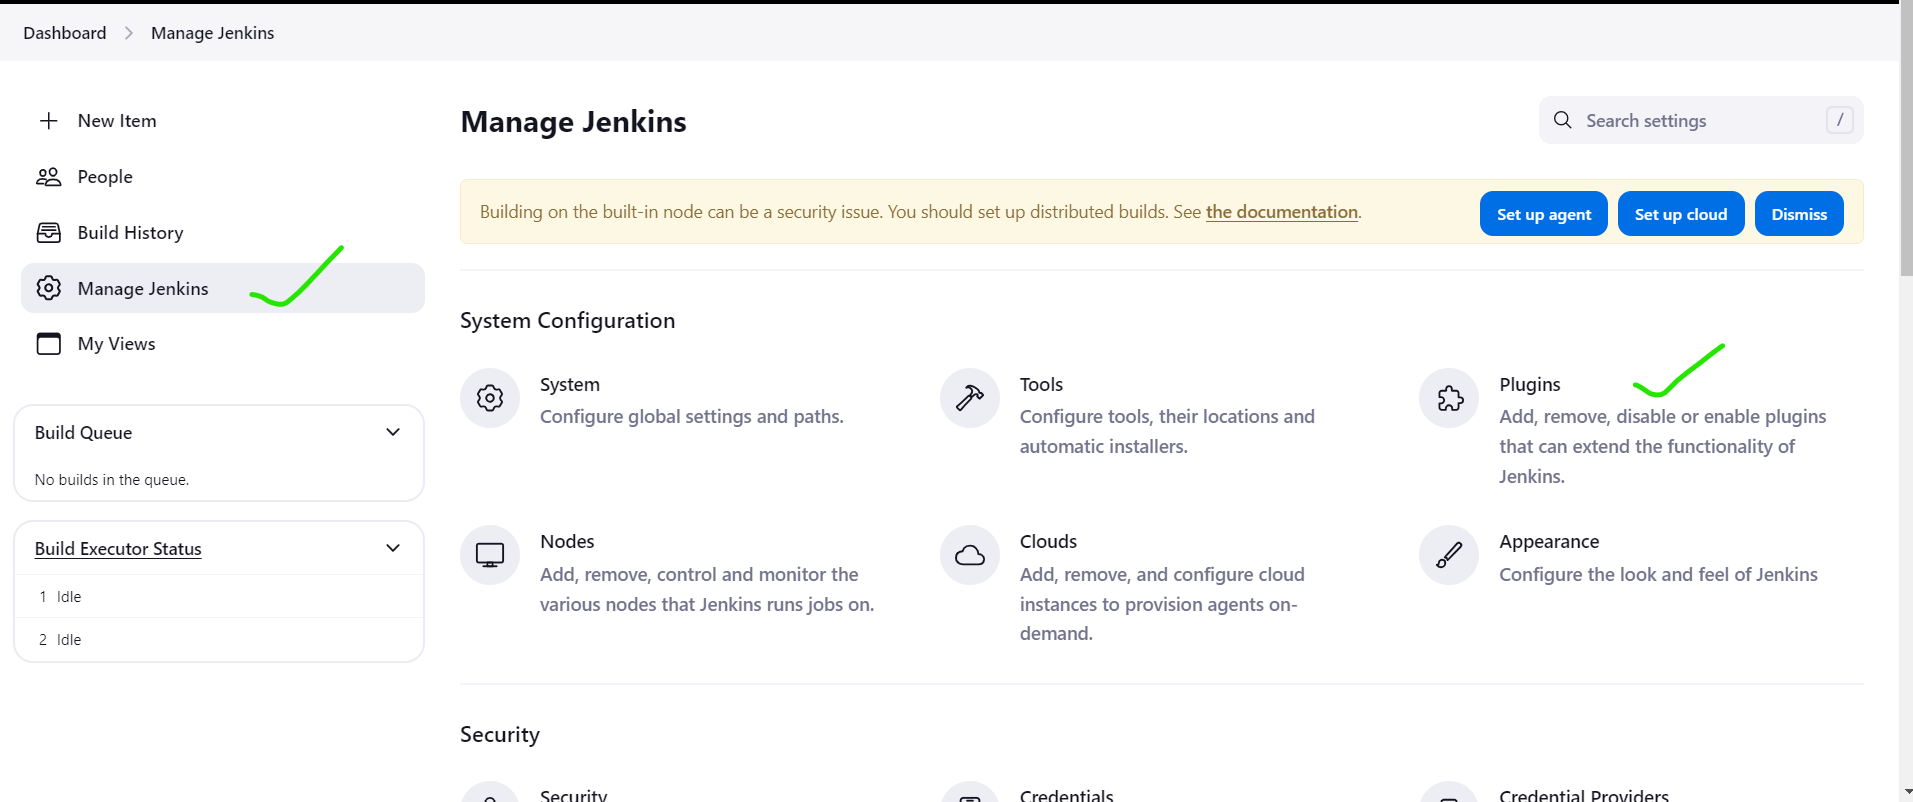 Dashboard > Manage Jenkins
New Item
People
Build History
Manage Jenkins
My Views
Build Queue
No builds in the queue.
Build Executor Status
1 Idle
2 Idle
Manage Jenkins
Search settings /
Building on the built-in node can be a security issue. You should set up distributed builds. See the documentation.
Set up agent
Set up cloud
Dismiss
System Configuration
System
Configure global settings and paths.
Tools
Configure tools, their locations and
automatic installers.
Plugins
Add, remove, disable or enable plugins
that can extend the functionality of
Jenkins.
Nodes
Add, remove, control and monitor the
various nodes that Jenkins runs jobs on.
Clouds
Add, remove, and configure cloud
instances to provision agents on-
demand.
Appearance
Configure the look and feel of Jenkins
Security
Security
Credentials
Credential Providers